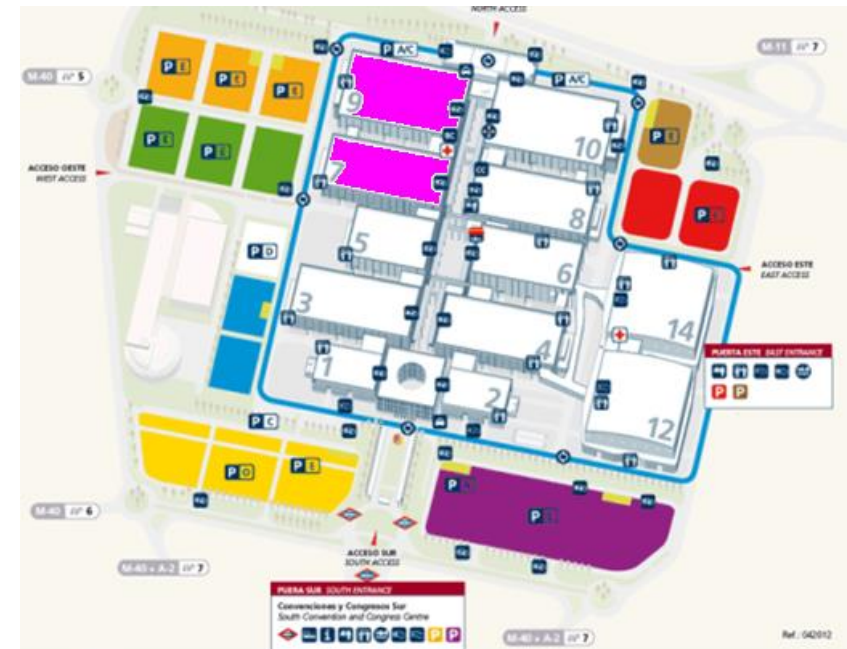 NORTH ACCESS
M-11 Nº 7
P A/C
P A/C
M-40 Nº 5
P E
P E
P E
P E
P E
P E
9
10
7
8
ACCESO OESTE
WEST ACCESS
CC
5
6
P D
ACCESO ESTE
EAST ACCESS
3
4
14
PUERTA ESTE EAST ENTRANCE
P P
1
2
12
P C
P E
M-40 Nº 6
M-40 + A-2 Nº 7
ACCESO SUR
SOUTH ACCESS
PUERA SUR SOUTH ENTRANCE
Convenciones y Congresos Sur
South Convention and Congress Centre
P P
M-40 + A-2 Nº 7
Ref.: 042012